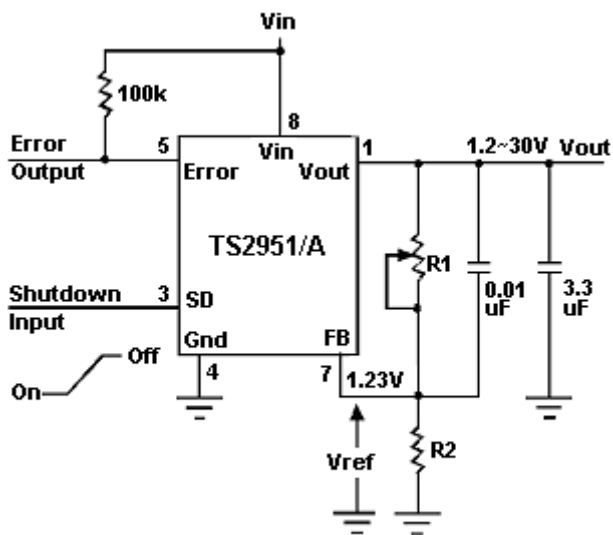 Vin
100k
8
Error
Output
5
Vin
1
1.2~30V
Vout
Error
Vout
TS2951/A
R1
Shutdown
Input
3
SD
0.01
uF
3.3
uF
Gnd
FB
Off
On
4
7
1.23V
Vref
R2